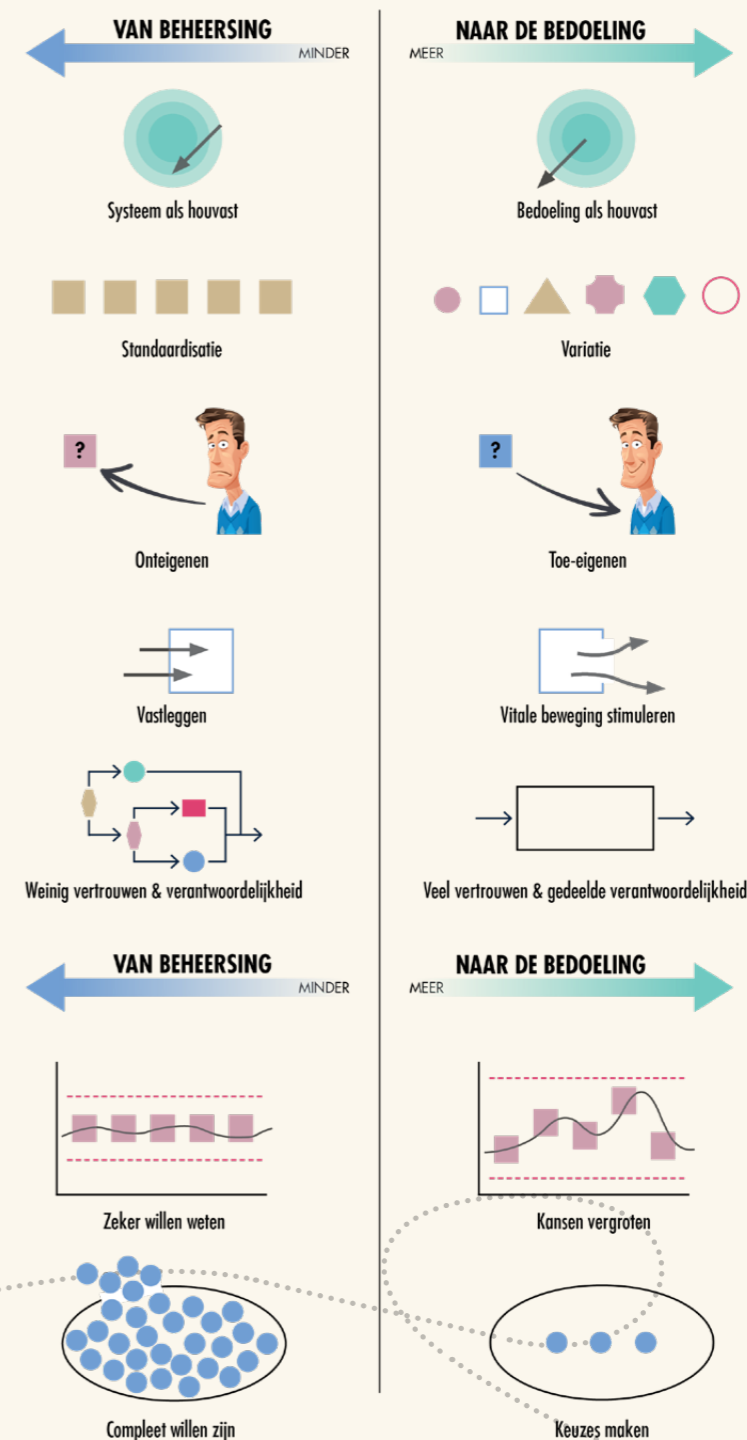 VAN BEHEERSING
MINDER
NAAR DE BEDOELING
MEER
Systeem als houvast
Bedoeling als houvast
Standaardisatie
Variatie
?
?
Onteigenen
Toe-eigenen
Vastleggen
Vitale beweging stimuleren
Weinig vertrouwen & verantwoordelijkheid
Veel vertrouwen & gedeelde verantwoordelijkheid
VAN BEHEERSING
MINDER
NAAR DE BEDOELING
MEER
Zeker willen weten
Kansen vergroten
Compleet willen zijn
Keuzes maken